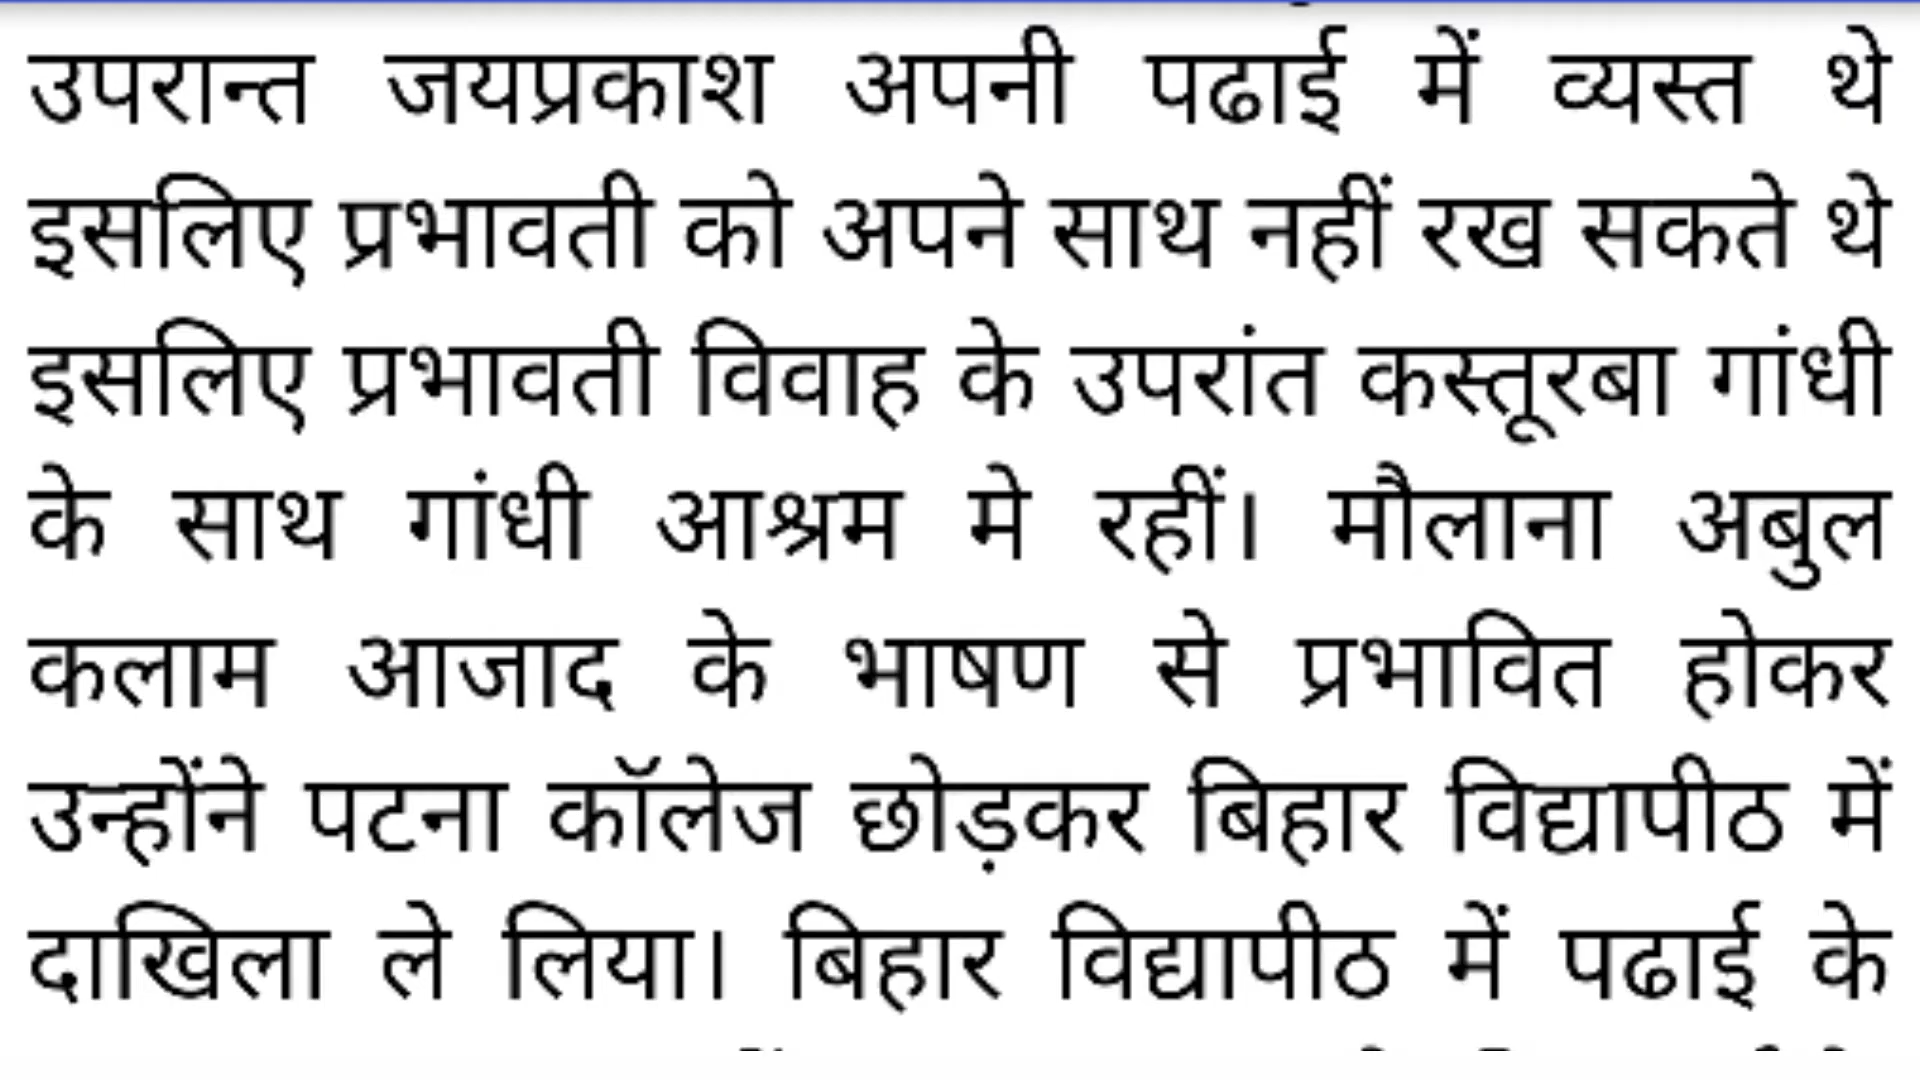 उपरान्त जयप्रकाश अपनी पढाई में व्यस्त थे
इसलिए प्रभावती को अपने साथ नहीं रख सकते थे
इसलिए प्रभावती विवाह के उपरांत कस्तूरबा गांधी
के साथ गांधी आश्रम मे रहीं। मौलाना अबुल
कलाम आजाद के भाषण से प्रभावित होकर
उन्होंने पटना कॉलेज छोड़कर बिहार विद्यापीठ में
दाखिला ले लिया। बिहार विद्यापीठ में पढाई के